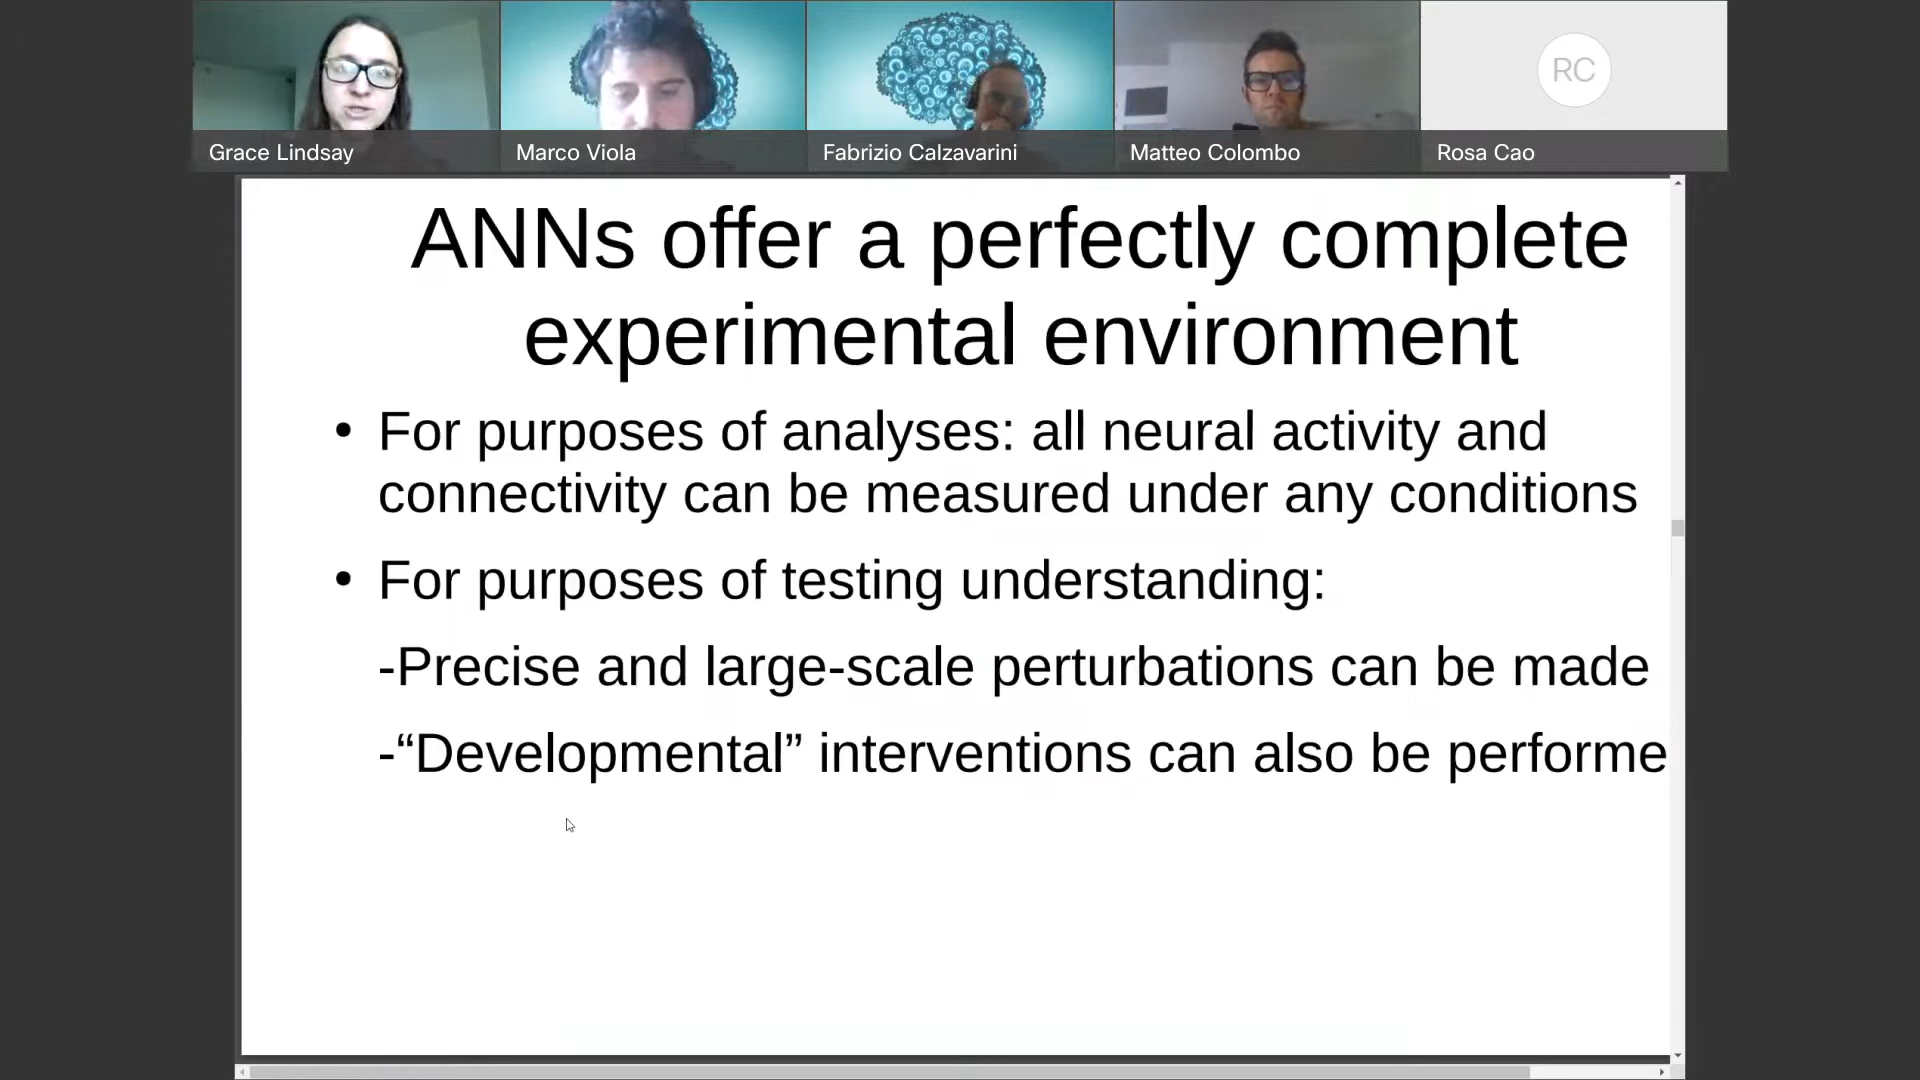 Grace Lindsay
Marco Viola
Fabrizio Calzavarini
Matteo Colombo
RC
Rosa Cao
ANNs offer a perfectly complete
experimental environment
• For purposes of analyses: all neural activity and
connectivity can be measured under any conditions
• For purposes of testing understanding:
-Precise and large-scale perturbations can be made
-“Developmental” interventions can also be performe